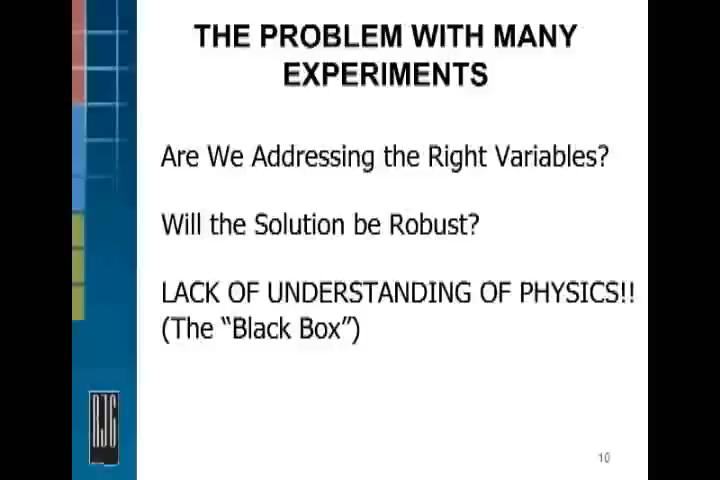 THE PROBLEM WITH MANY
EXPERIMENTS
Are We Addressing the Right Variables?
Will the Solution be Robust?
LACK OF UNDERSTANDING OF PHYSICS!!
(The “Black Box”)
RJC
10